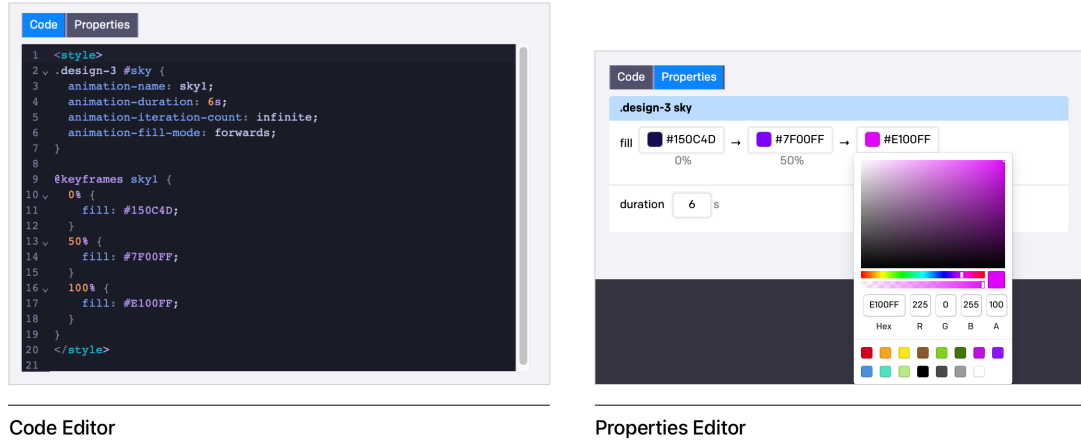 Code Properties
1 <style>
2 .design-3 #sky {
3 animation-name: sky1;
4 animation-duration: 6s;
5 animation-iteration-count: infinite;
6 animation-fill-mode: forwards;
7 }
8
9 @keyframes sky1 {
10 0% {
11 fill: #150C4D;
12 }
13 50% {
14 fill: #7F00FF;
15 }
16 100% {
17 fill: #E100FF;
18 }
19 }
20 </style>
21
Code Editor
Code Properties
.design-3 sky
fill #150C4D → #7F00FF → #E100FF
0% 50%
duration 6 s
E100FF 225 0 255 100
Hex R G B A
Properties Editor